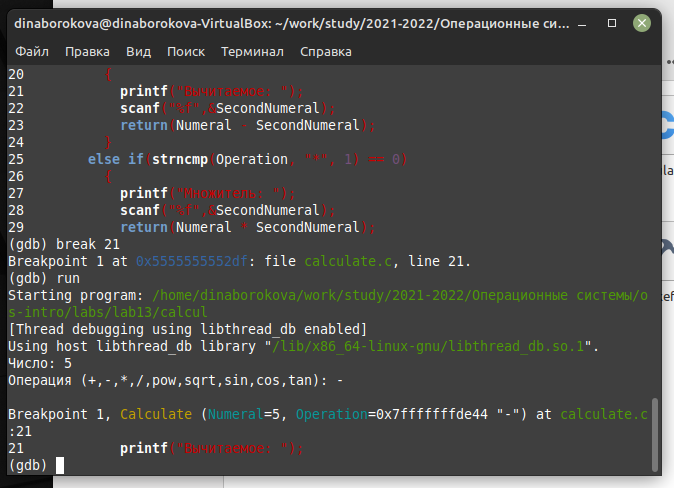 dinaborokova@dinaborokova-VirtualBox: ~/work/study/2021-2022/Операционные си...
Файл Правка Вид Поиск Терминал Справка
20 {
21 printf("Вычитаемое: ");
22 scanf("%f",&SecondNumeral);
23 return(Numeral - SecondNumeral);
24 }
25 else if(strncmp(Operation, "*", 1) == 0)
26 {
27 printf("Множитель: ");
28 scanf("%f",&SecondNumeral);
29 return(Numeral * SecondNumeral);
(gdb) break 21
Breakpoint 1 at 0x5555555552df: file calculate.c, line 21.
(gdb) run
Starting program: /home/dinaborokova/work/study/2021-2022/Операционные системы/o
s-intro/labs/lab13/calcul
[Thread debugging using libthread_db enabled]
Using host libthread_db library "/lib/x86_64-linux-gnu/libthread_db.so.1".
Число: 5
Операция (+,-,*,/,pow,sqrt,sin,cos,tan): -
Breakpoint 1, Calculate (Numeral=5, Operation=0x7fffffffde44 "-") at calculate.c
:21
21 printf("Вычитаемое: ");
(gdb)